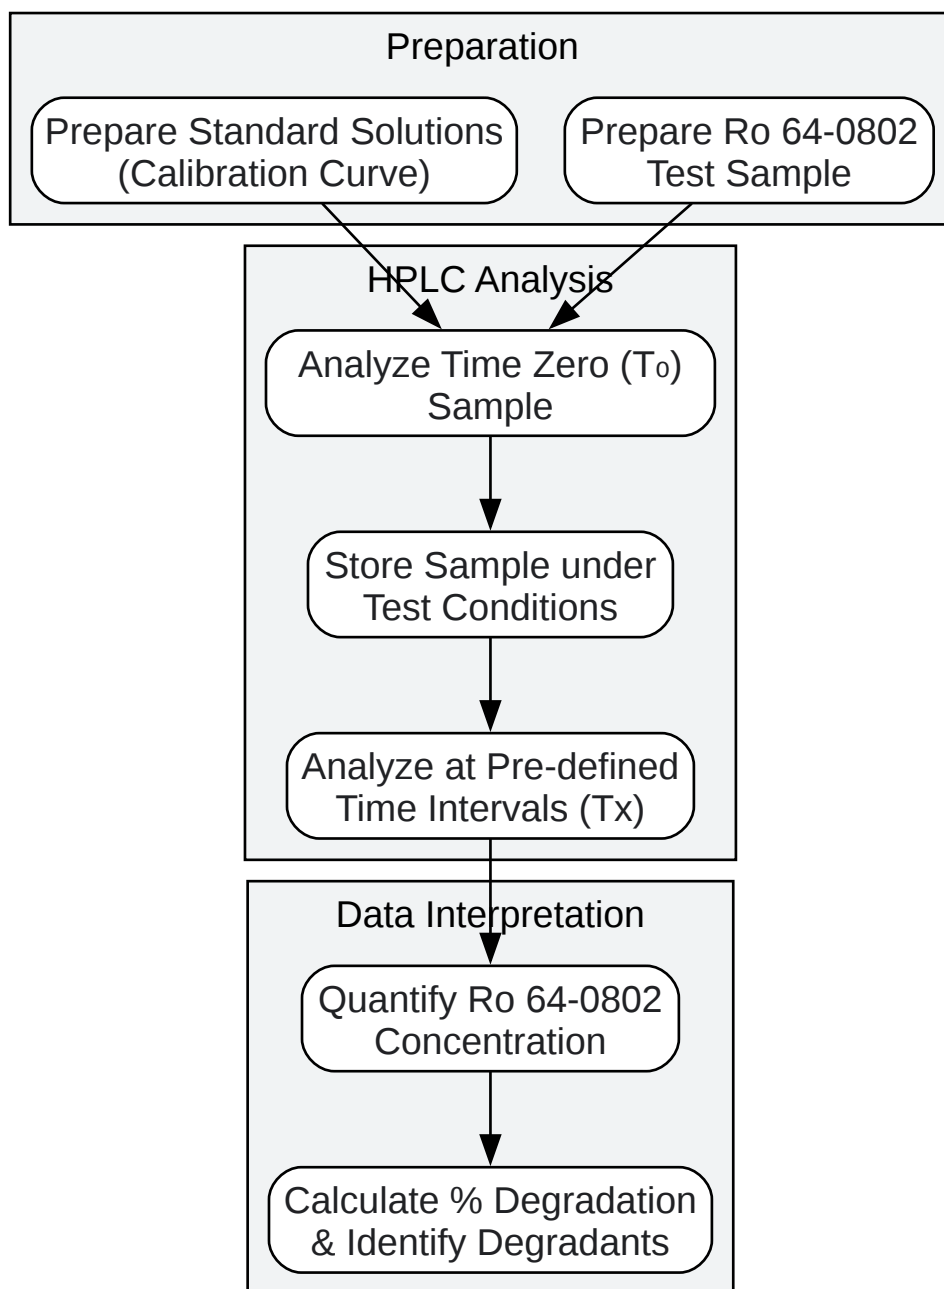 Preparation
Prepare Standard Solutions
(Calibration Curve)
Prepare Ro 64-0802
Test Sample
HPLC Analysis
Analyze Time Zero (T₀)
Sample
Store Sample under
Test Conditions
Analyze at Pre-defined
Time Intervals (Tx)
Data Interpretation
Quantify Ro 64-0802
Concentration
Calculate % Degradation
& Identify Degradants